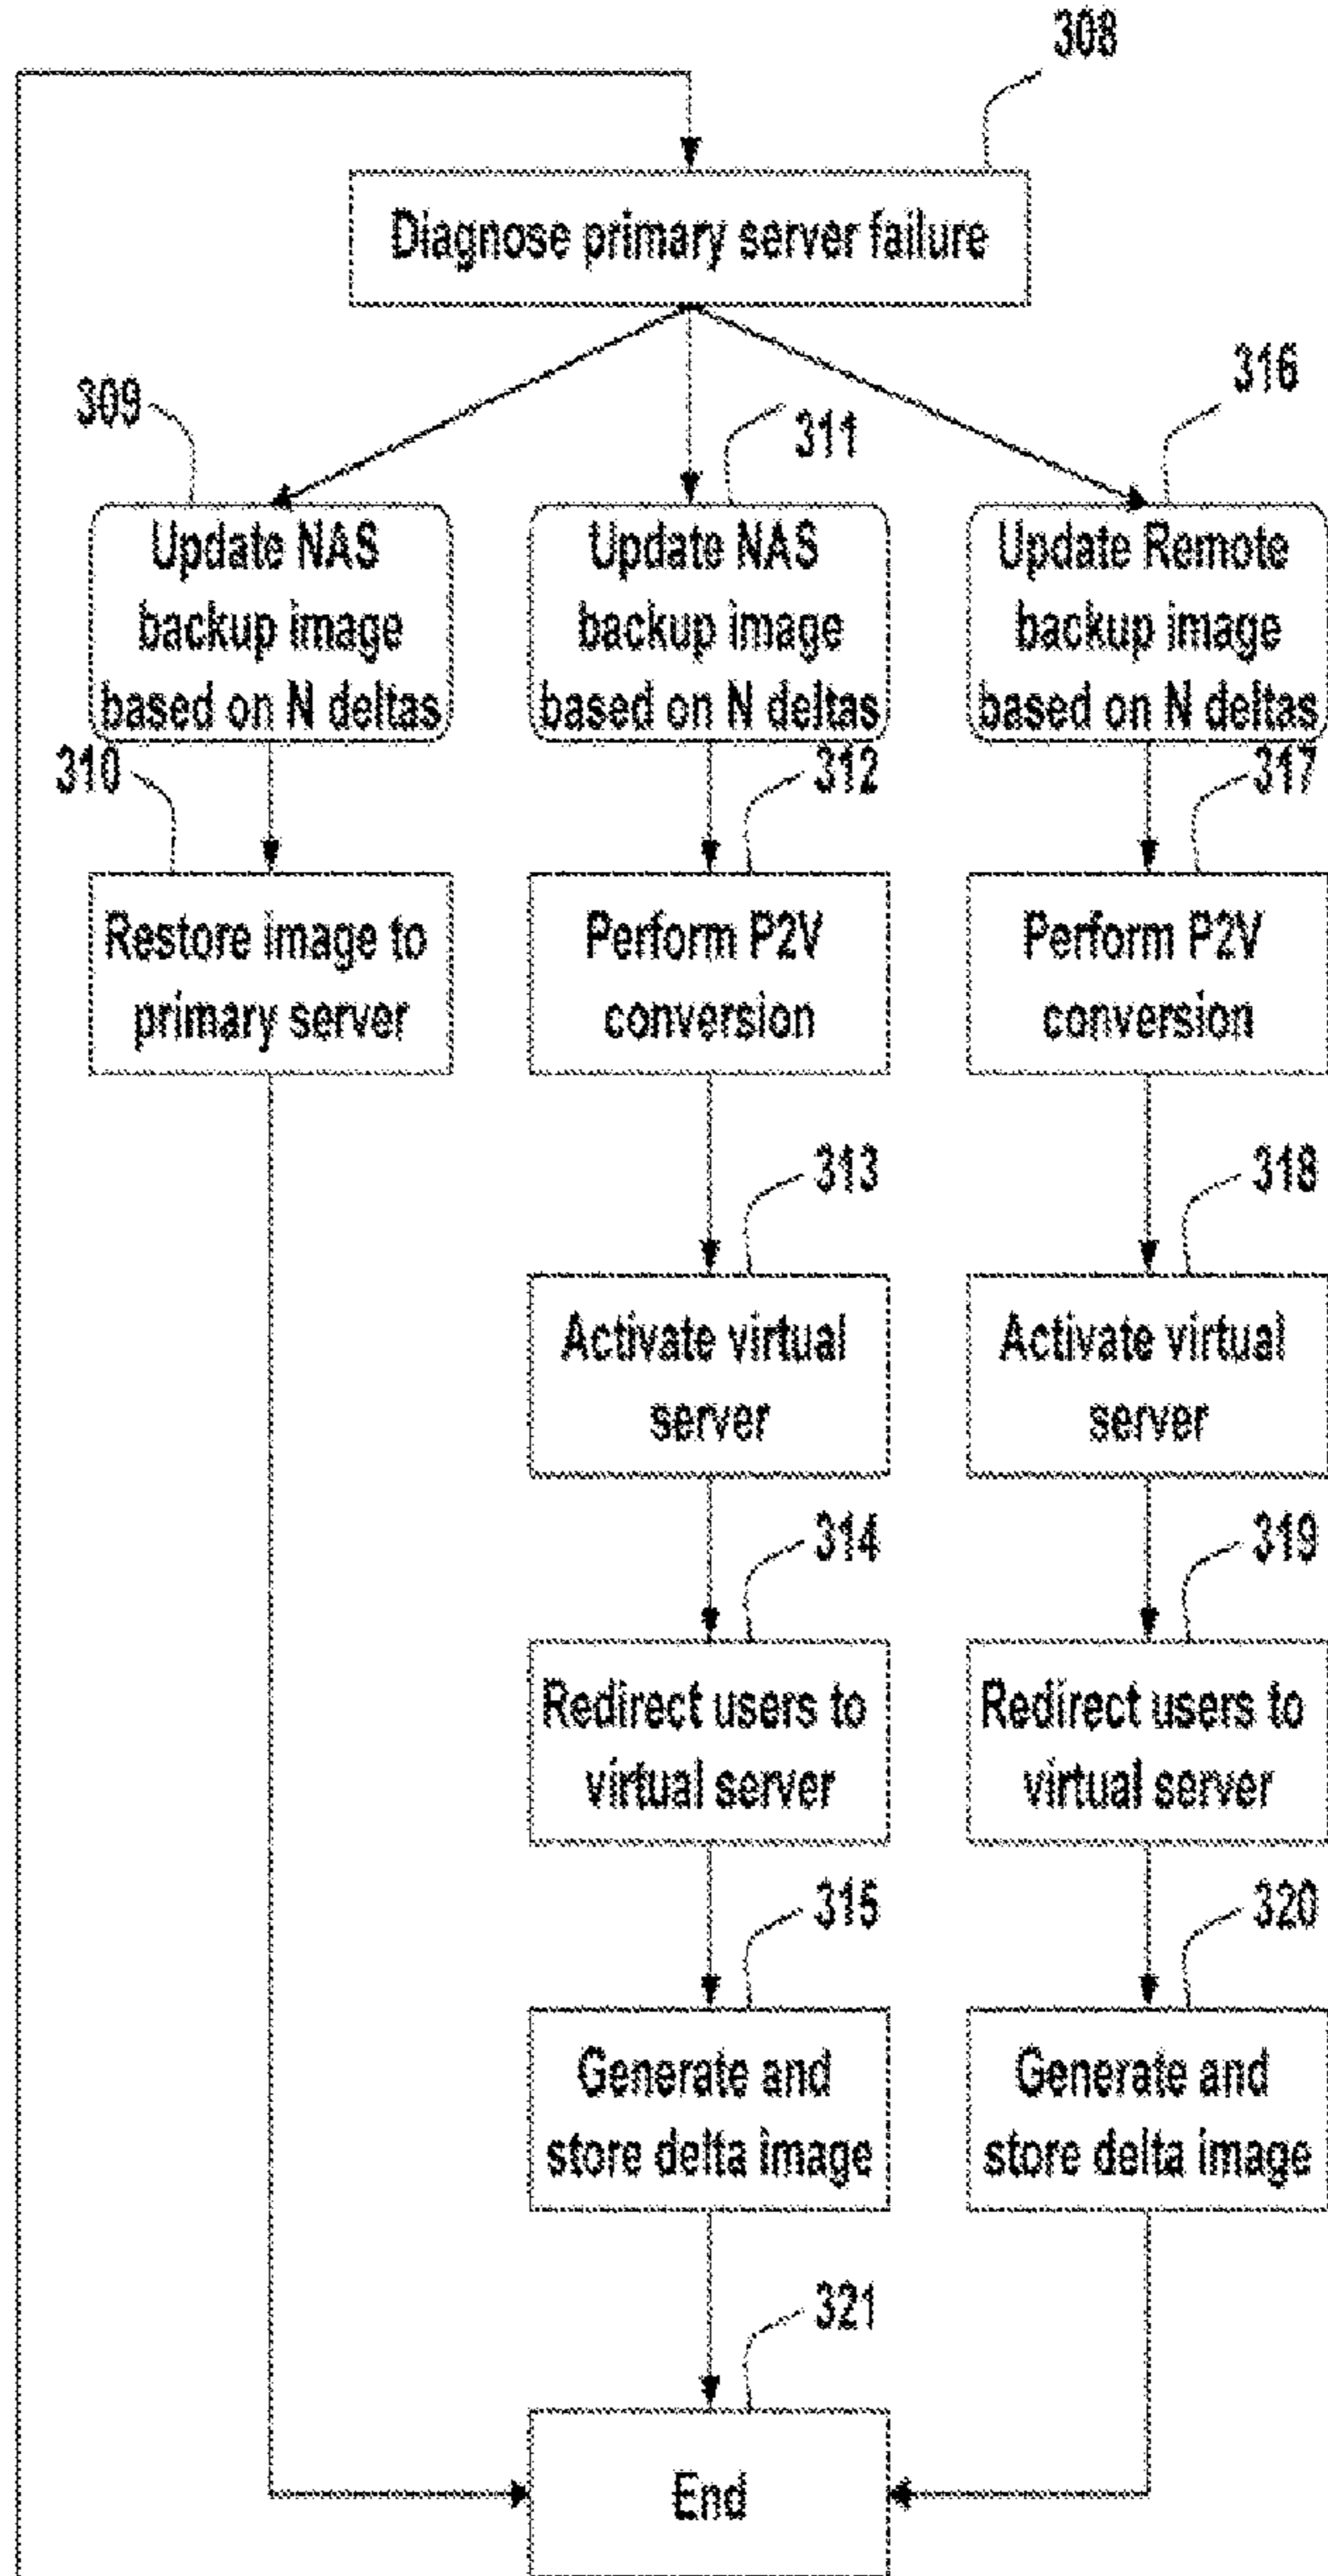 308
Diagnose primary server failure
309
311
316
Update NAS
backup image
based on N deltas
Update NAS
backup image
based on N deltas
Update Remote
backup image
based on N deltas
310
312
317
Restore image to
primary server
Perform P2V
conversion
Perform P2V
conversion
313
318
Activate virtual
server
Activate virtual
server
314
319
Redirect users to
virtual server
Redirect users to
virtual server
315
320
Generate and
store delta image
Generate and
store delta image
321
End